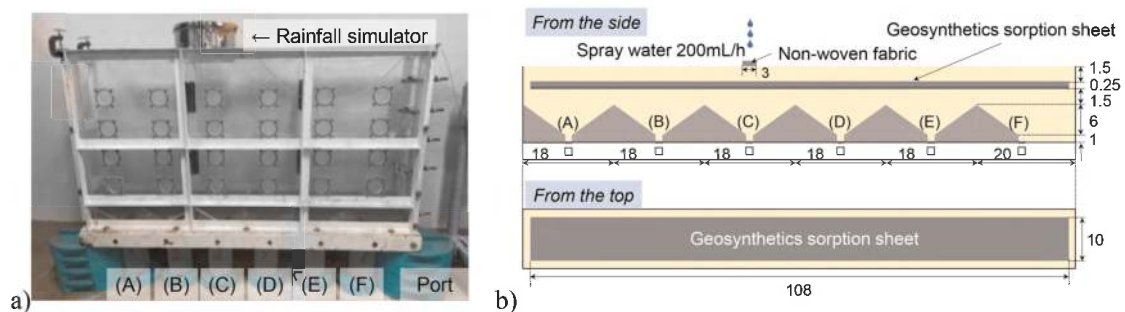 ← Rainfall simulator
(A) (B) (C) (D) (E) (F) Port
a)
From the side
Geosynthetics sorption sheet
Spray water 200mL/h
Non-woven fabric
3
1.5
0.25
1.5
6
1
(A) (B) (C) (D) (E) (F)
18 18 18 18 18 20
From the top
Geosynthetics sorption sheet
10
108
b)